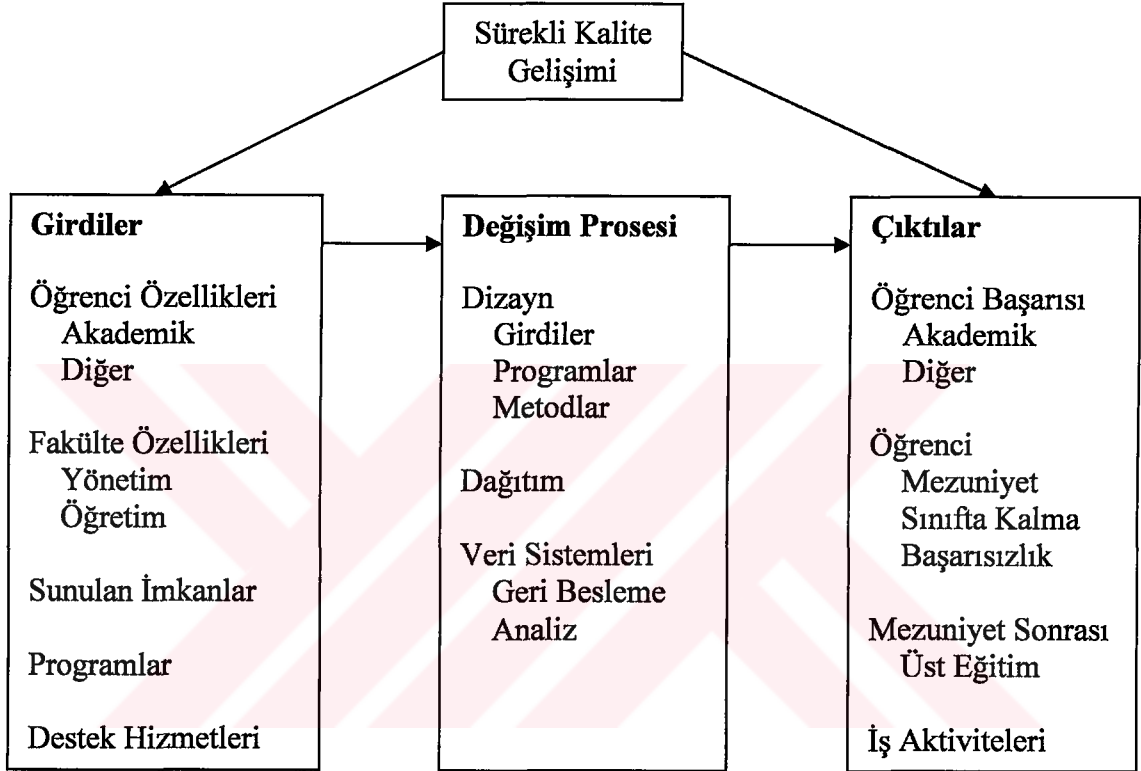 Sürekli Kalite
Gelişimi
Girdiler
Öğrenci Özellikleri
Akademik
Diğer
Fakülte Özellikleri
Yönetim
Öğretim
Sunulan İmkanlar
Programlar
Destek Hizmetleri
Değişim Prosesi
Dizayn
Girdiler
Programlar
Metodlar
Dağıtım
Veri Sistemleri
Geri Besleme
Analiz
Çıktılar
Öğrenci Başarısı
Akademik
Diğer
Öğrenci
Mezuniyet
Sınıfta Kalma
Başarısızlık
Mezuniyet Sonrası
Üst Eğitim
İş Aktiviteleri